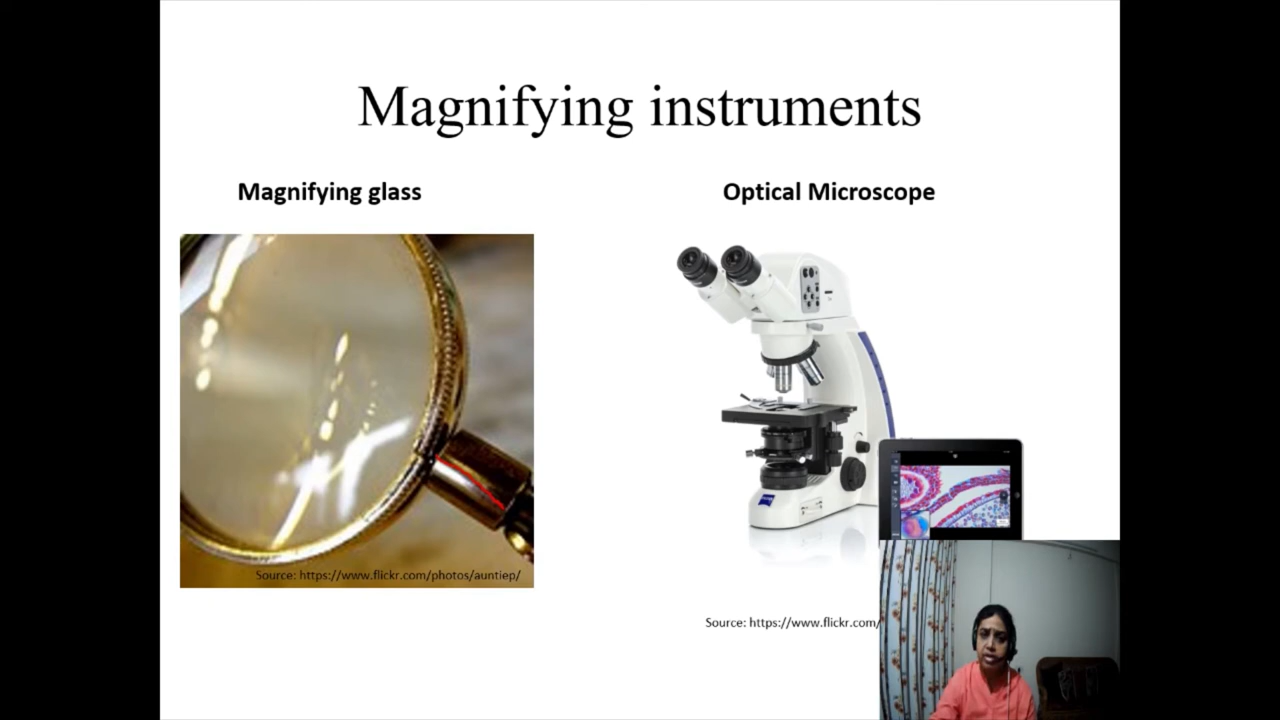 Magnifying instruments
Magnifying glass
Optical Microscope
Source: https://www.flickr.com/photos/auntiep/
Source: https://www.flickr.com/